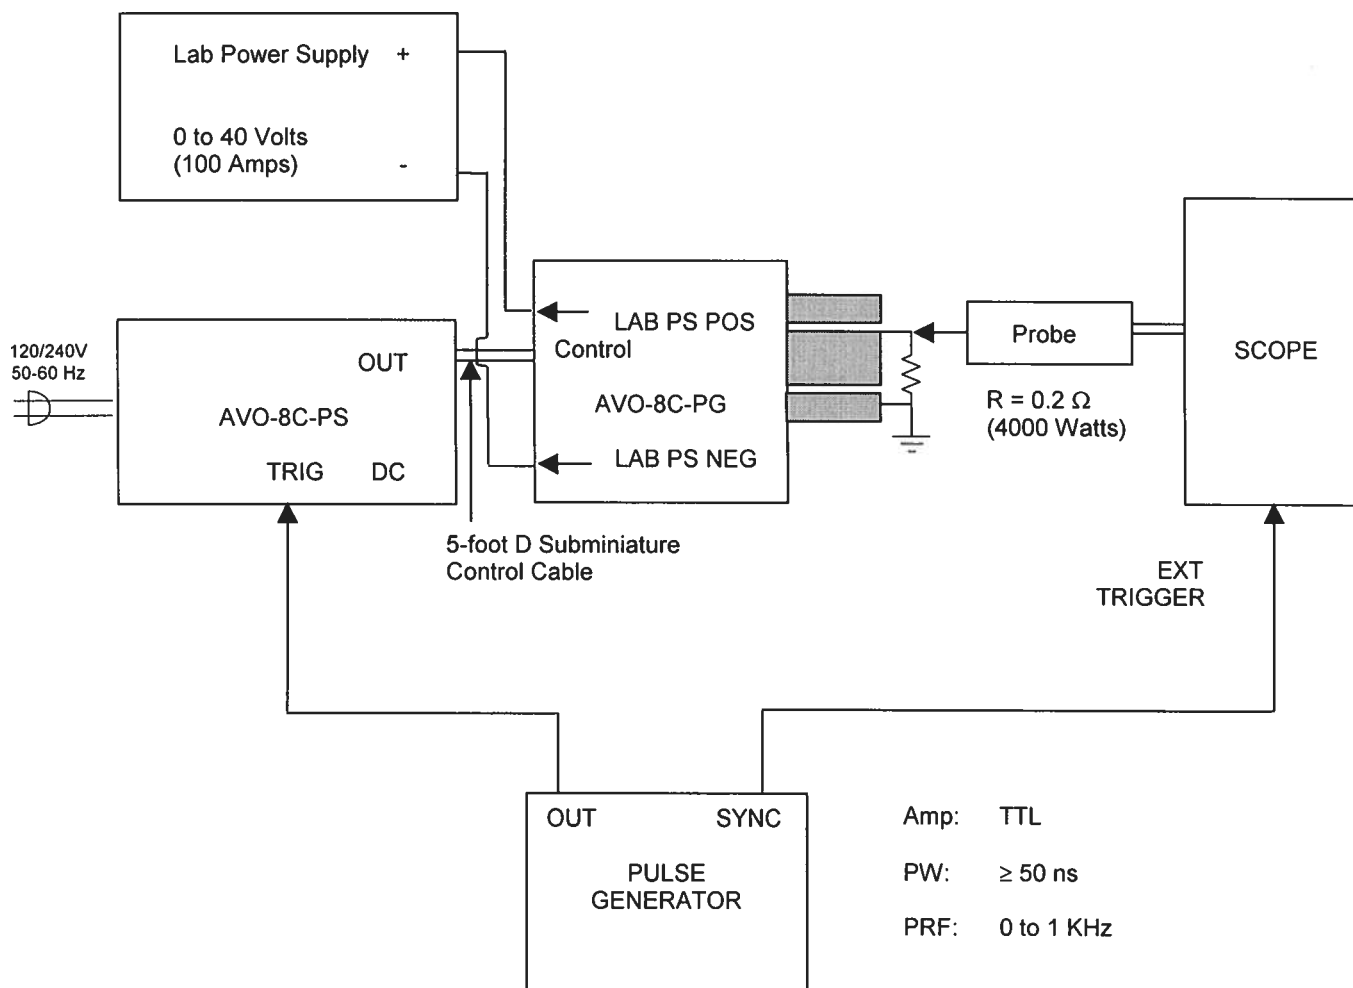 Lab Power Supply +
0 to 40 Volts
(100 Amps) -
120/240V
50-60 Hz
OUT
AVO-8C-PS
TRIG DC
LAB PS POS
Control
AVO-8C-PG
LAB PS NEG
5-foot D Subminiature
Control Cable
Probe
R = 0.2 Ω
(4000 Watts)
SCOPE
EXT
TRIGGER
OUT SYNC
PULSE
GENERATOR
Amp: TTL
PW: ≥ 50 ns
PRF: 0 to 1 KHz